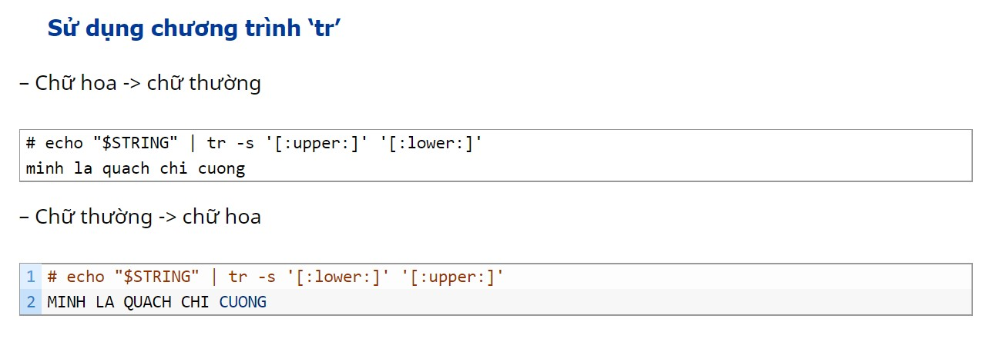 Sử dụng chương trình ‘tr’
– Chữ hoa -> chữ thường
# echo "$STRING" | tr -s '[:upper:]' '[:lower:]'
minh la quach chi cuong
– Chữ thường -> chữ hoa
1 # echo "$STRING" | tr -s '[:lower:]' '[:upper:]'
2 MINH LA QUACH CHI CUONG